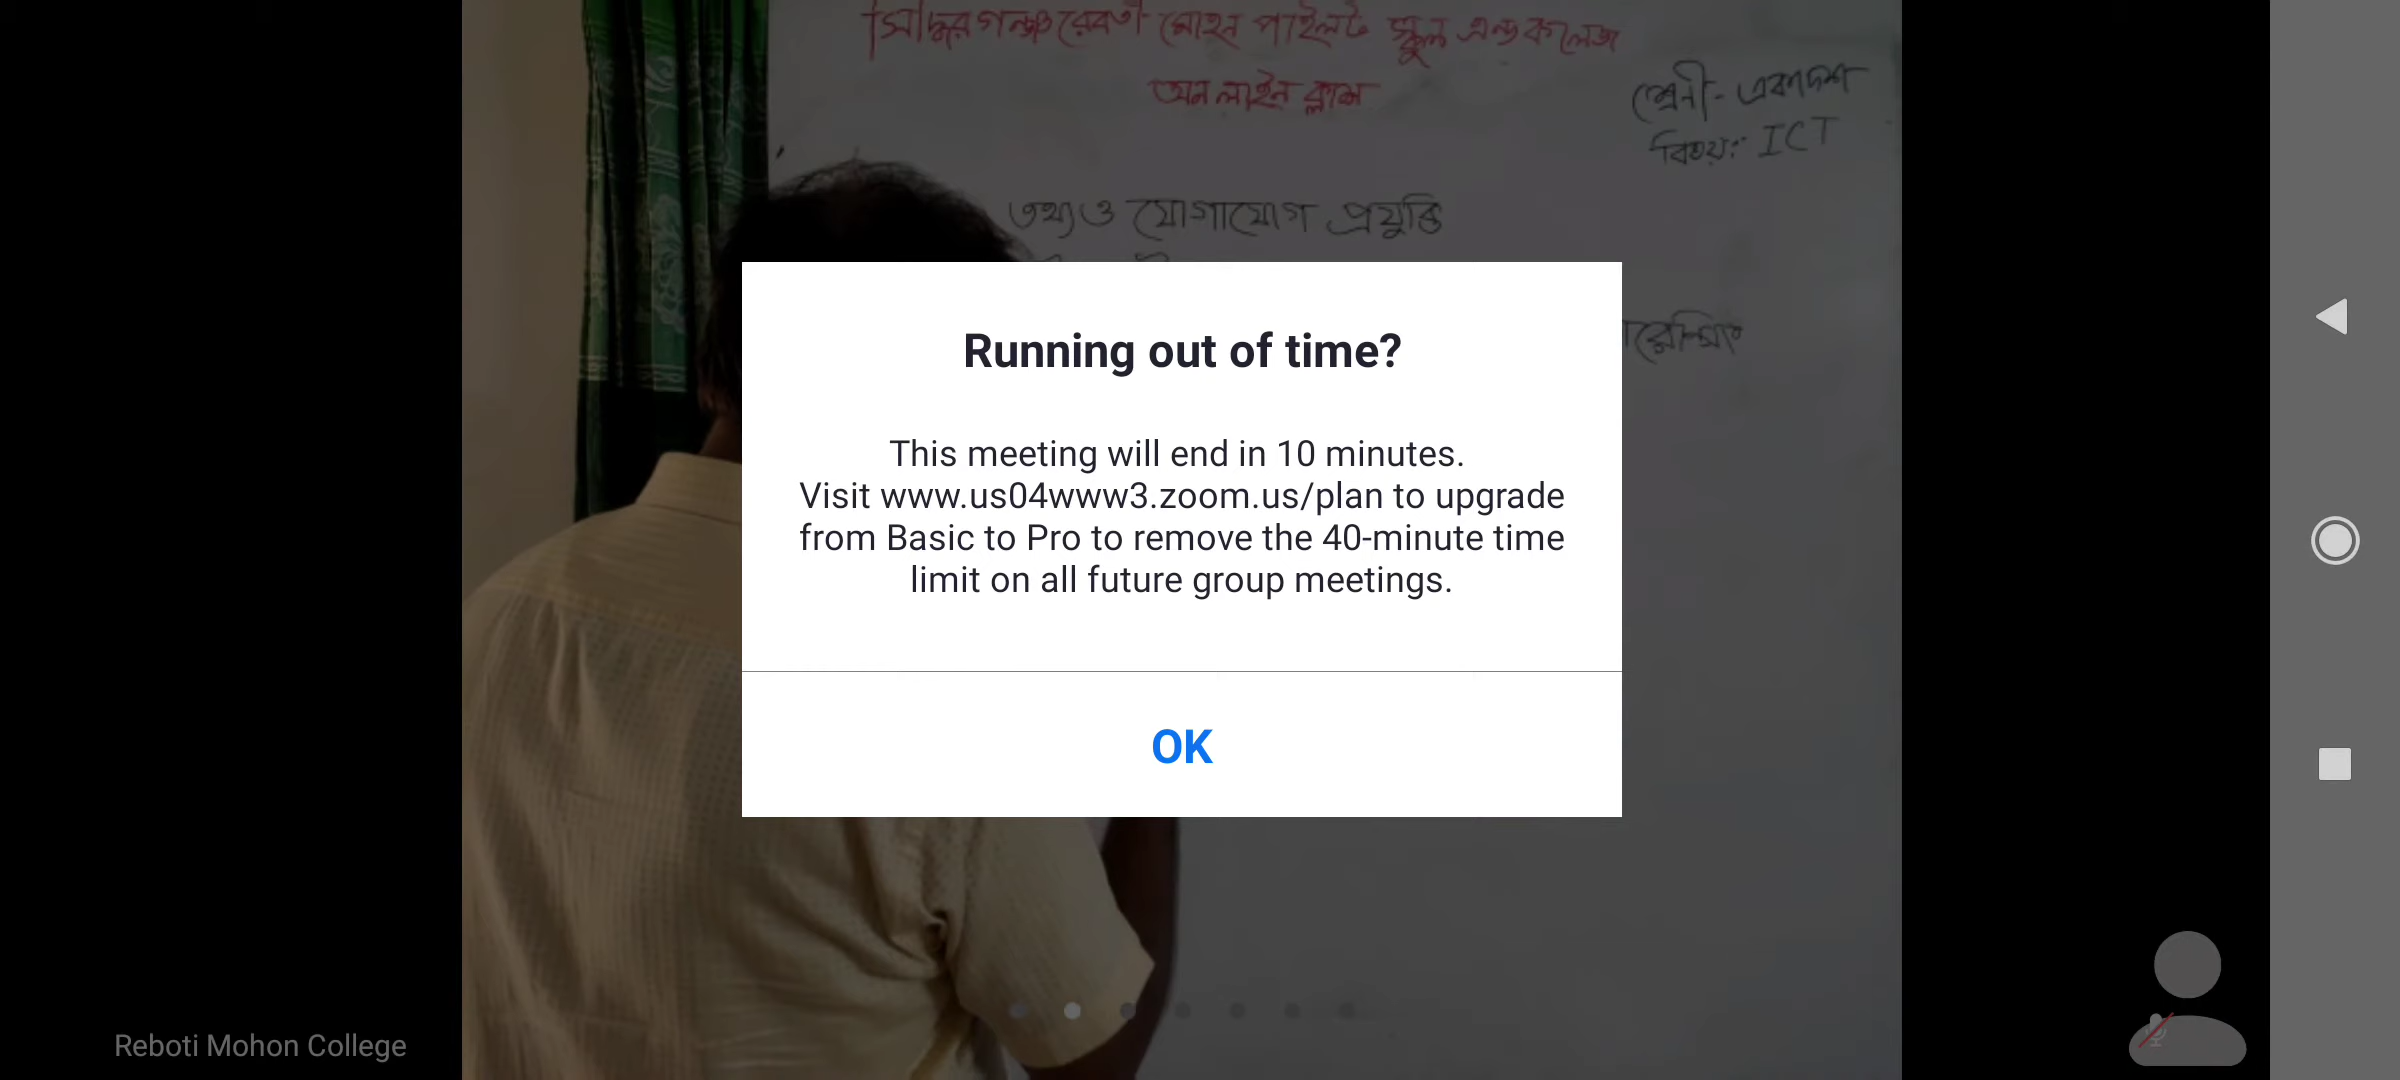 সিদ্ধিরগঞ্জ রেবতী মোহন পাইলট স্কুল এন্ড কলেজ
অন লাইন ক্লাস
শ্রেনী - একাদশ
বিষয়: ICT
তথ্য ও যোগাযোগ প্রযুক্তি
Running out of time?
This meeting will end in 10 minutes.
Visit www.us04www3.zoom.us/plan to upgrade
from Basic to Pro to remove the 40-minute time
limit on all future group meetings.
OK
Reboti Mohon College